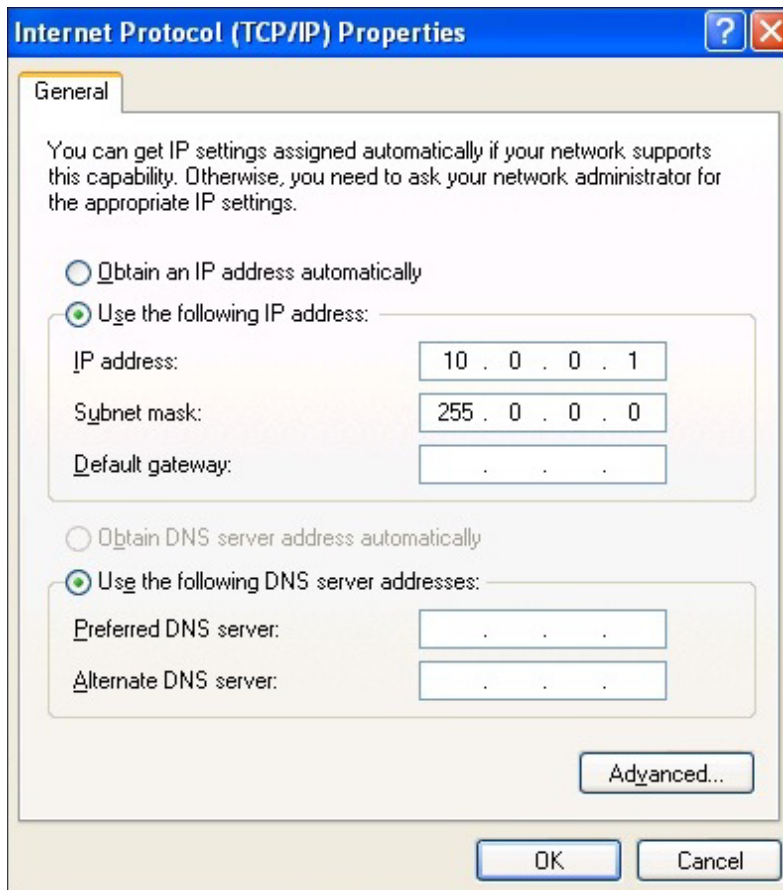 Internet Protocol (TCP/IP) Properties
General
You can get IP settings assigned automatically if your network supports
this capability. Otherwise, you need to ask your network administrator for
the appropriate IP settings.
Obtain an IP address automatically
Use the following IP address:
IP address: 10 . 0 . 0 . 1
Subnet mask: 255 . 0 . 0 . 0
Default gateway: . . .
Obtain DNS server address automatically
Use the following DNS server addresses:
Preferred DNS server: . . .
Alternate DNS server: . . .
Advanced...
OK Cancel